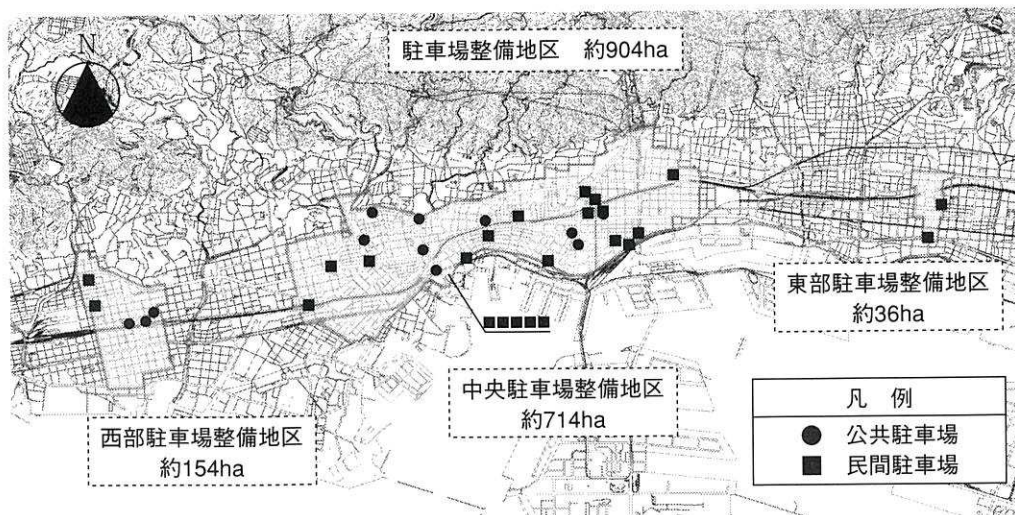 駐車場整備地区 約904ha
N
東部駐車場整備地区
約36ha
中央駐車場整備地区
約714ha
西部駐車場整備地区
約154ha
凡 例
公共駐車場
民間駐車場